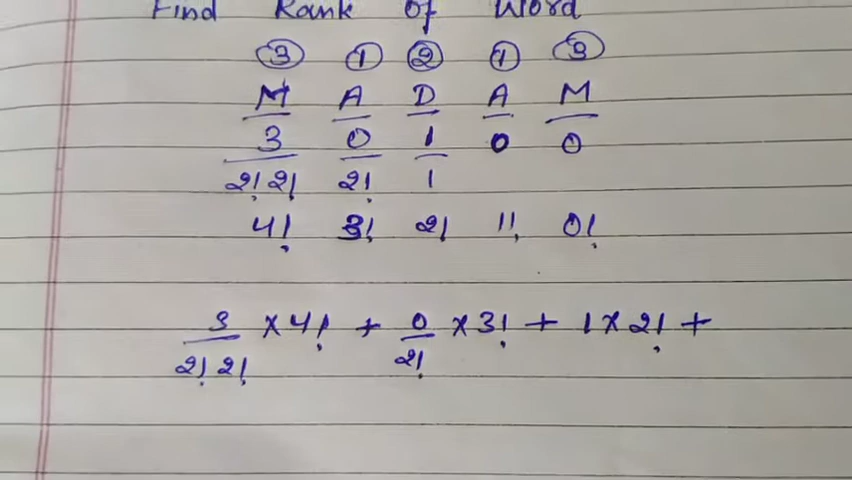 Find Rank Of Word
3 1 2 1 3
M A D A M
3 0 1 0 0
2! 2! 2! 1
4! 3! 2! 1! 0!
3 × 4! + 0 × 3! + 1 × 2! +
2! 2! 2!